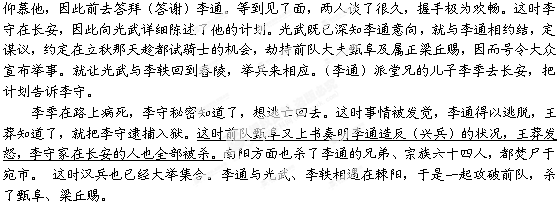 仰慕他，因此前去答拜（答谢）李通。等到见了面，两人谈了很久，握手极为欢畅。这时李
守在长安，因此向光武详细陈述了他的计划。光武既已深知李通意向，就与李通相约结，定
谋议，约定在立秋那天趁都试骑士的机会，劫持前队大夫甄阜及属正梁丘赐，因而号令大众
宣布举事。就让光武与李轶回到舂陵，举兵来相应。（李通）派堂兄的儿子李季去长安，把
计划告诉李守。
李季在路上病死，李守秘密知道了，想逃亡回去。这时事情被发觉，李通得以逃脱，王
莽知道了，就把李守逮捕入狱。这时前队甄阜又上书奏明李通造反（兴兵）的状况，王莽发
怒，李守家在长安的人也全部被杀。南阳方面也杀了李通的兄弟、宗族六十四人，都焚尸于
宛市。 这时汉兵也已经大举集合。李通与光武、李轶相遇在棘阳，于是一起攻破前队，杀
了甄阜、梁丘赐。